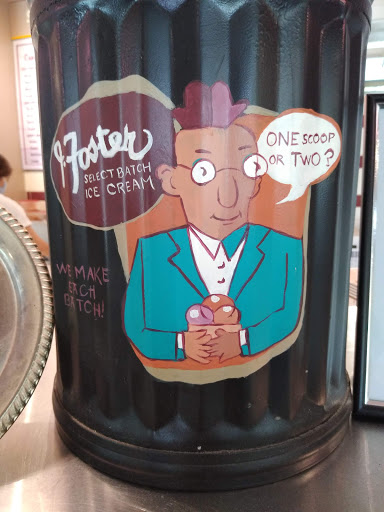 J. Foster
SELECT BATCH
ICE CREAM
ONE SCOOP
OR TWO?
WE MAKE
EACH
BATCH!